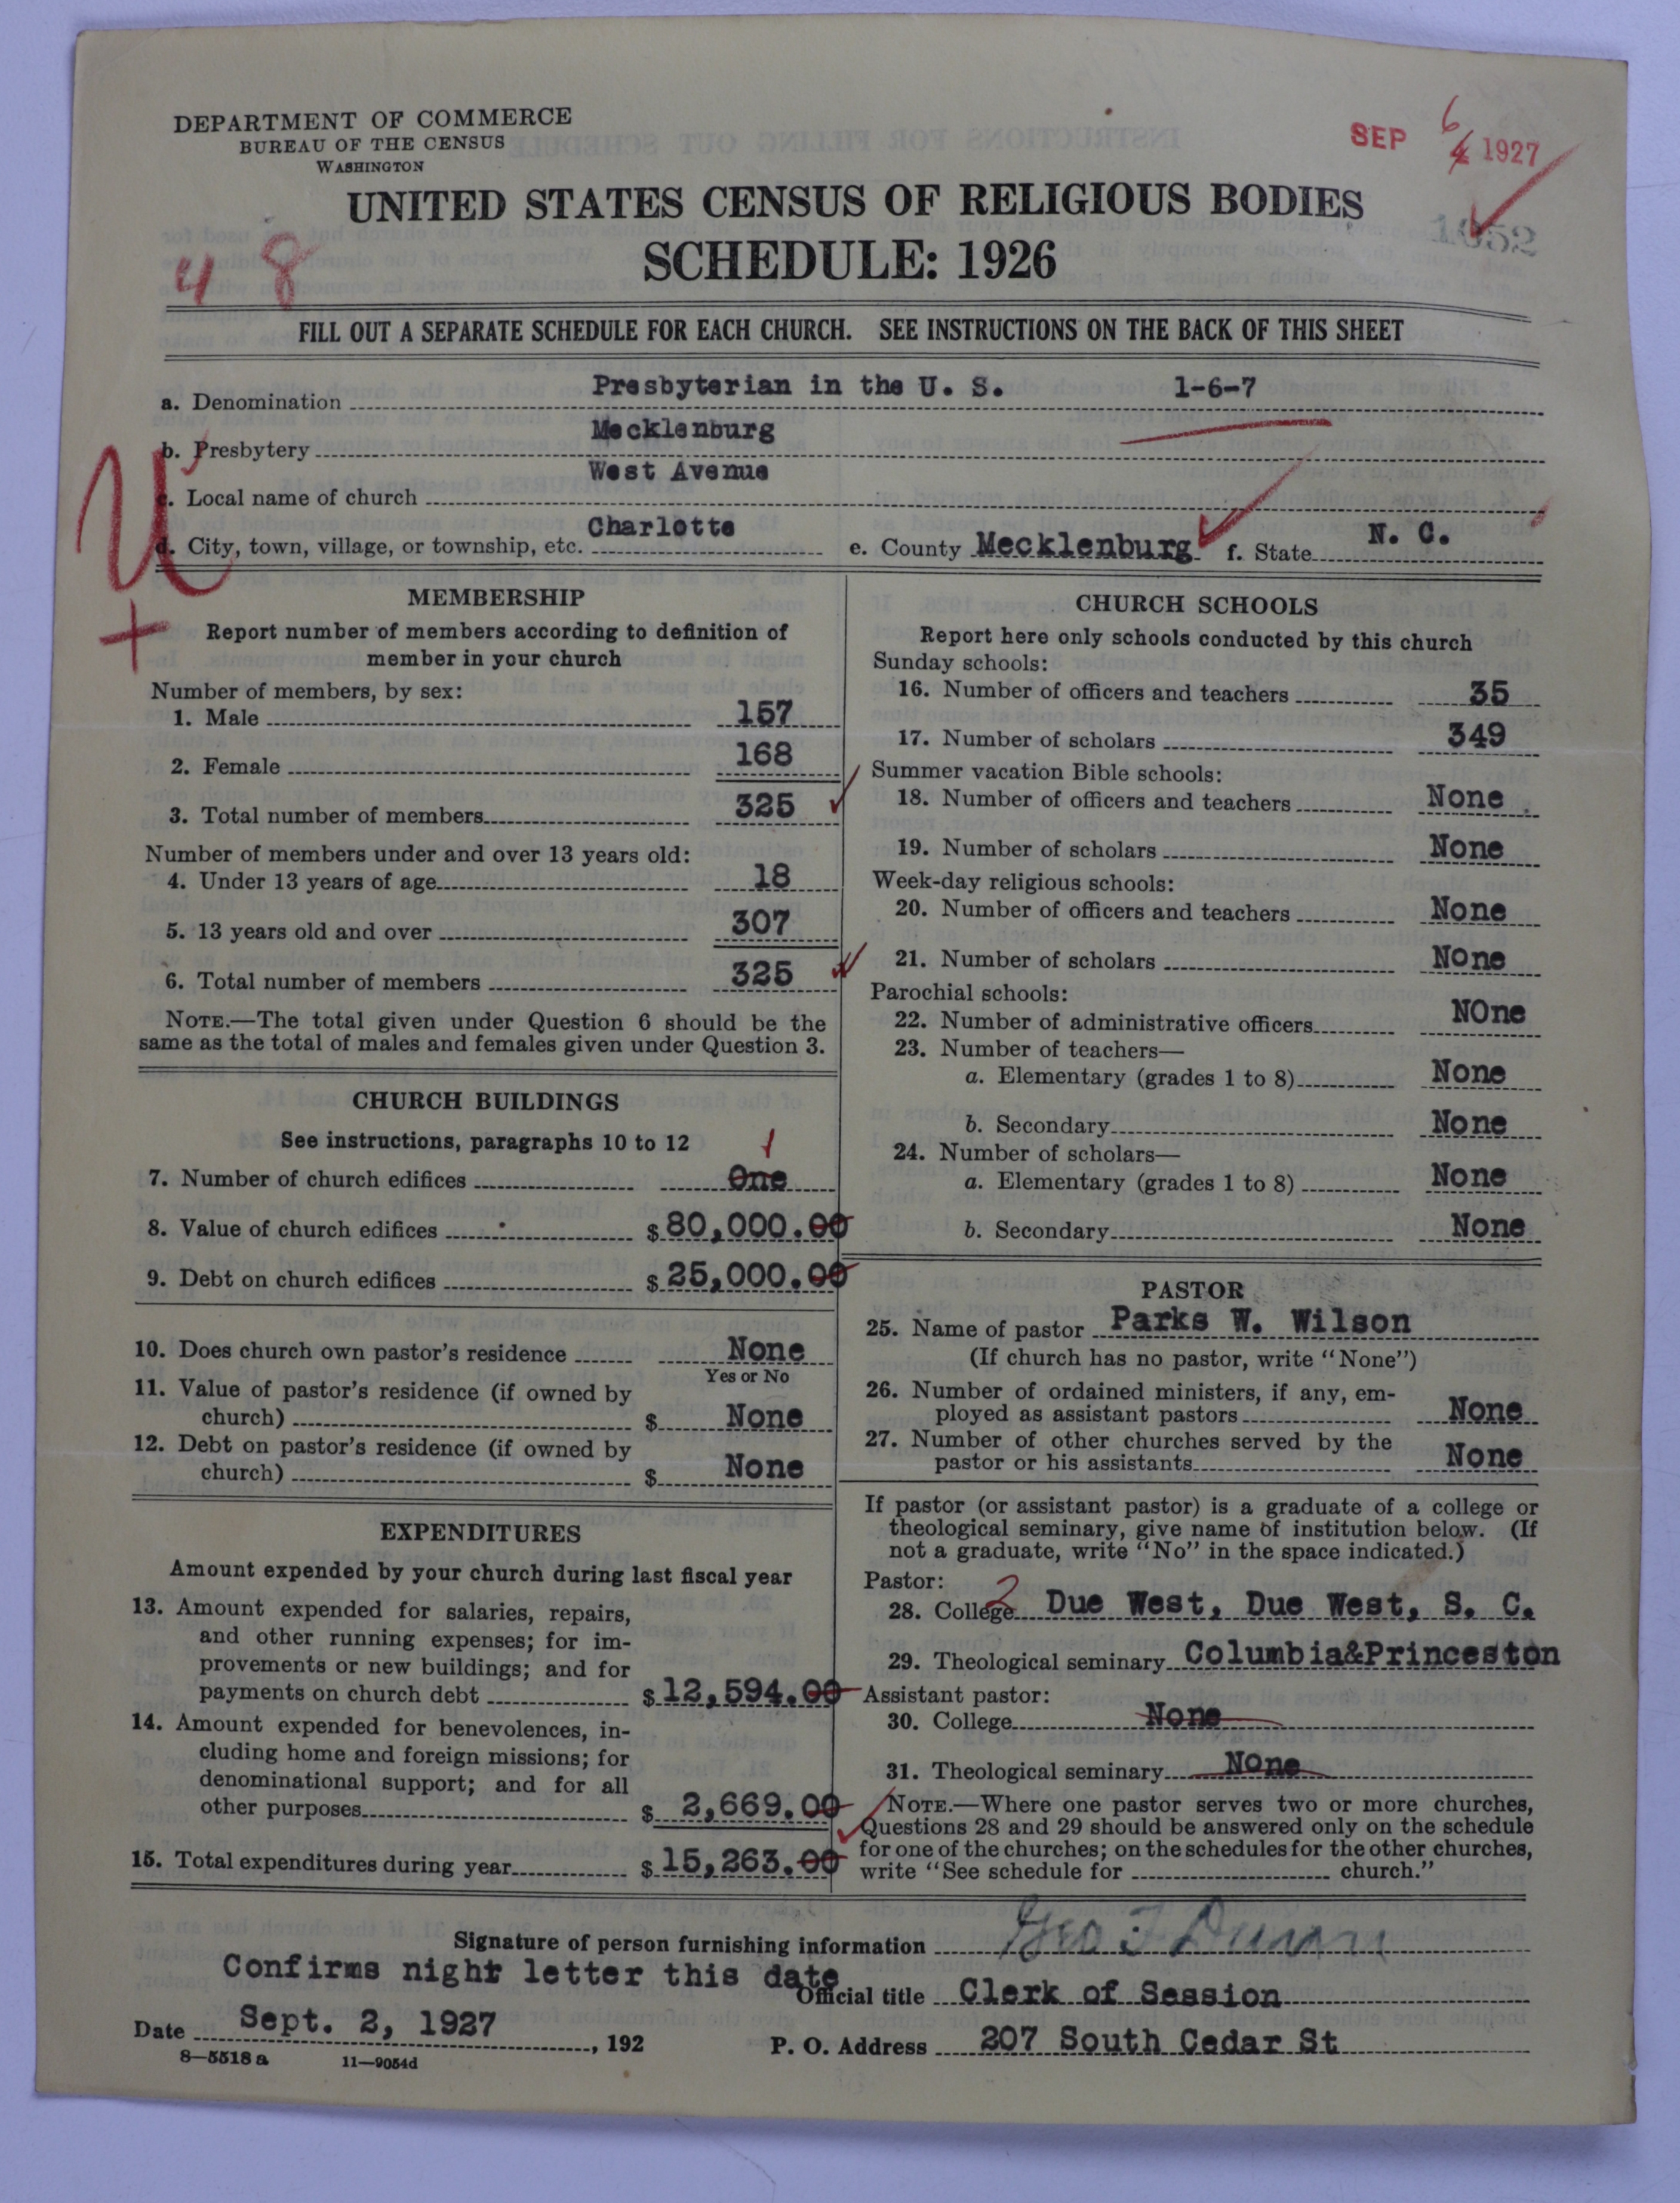 DEPARTMENT OF COMMERCE
BUREAU OF THE CENSUS
WASHINGTON
SEP 6 1927
UNITED STATES CENSUS OF RELIGIOUS BODIES
SCHEDULE: 1926
4 8
FILL OUT A SEPARATE SCHEDULE FOR EACH CHURCH. SEE INSTRUCTIONS ON THE BACK OF THIS SHEET
a. Denomination Presbyterian in the U. S. 1-6-7
b. Presbytery Mecklenburg
c. Local name of church West Avenue
d. City, town, village, or township, etc. Charlotte e. County Mecklenburg f. State N. C.
MEMBERSHIP
Report number of members according to definition of
member in your church
Number of members, by sex:
1. Male 157
2. Female 168
3. Total number of members 325
Number of members under and over 13 years old:
4. Under 13 years of age 18
5. 13 years old and over 307
6. Total number of members 325
NOTE.—The total given under Question 6 should be the
same as the total of males and females given under Question 3.
CHURCH BUILDINGS
See instructions, paragraphs 10 to 12
1
7. Number of church edifices One
8. Value of church edifices $80,000.00
9. Debt on church edifices $25,000.00
10. Does church own pastor's residence None
Yes or No
11. Value of pastor's residence (if owned by
church) $ None
12. Debt on pastor's residence (if owned by
church) $ None
EXPENDITURES
Amount expended by your church during last fiscal year
13. Amount expended for salaries, repairs,
and other running expenses; for im-
provements or new buildings; and for
payments on church debt $12,594.00
14. Amount expended for benevolences, in-
cluding home and foreign missions; for
denominational support; and for all
other purposes $2,669.00
15. Total expenditures during year $15,263.00
CHURCH SCHOOLS
Report here only schools conducted by this church
Sunday schools:
16. Number of officers and teachers 35
17. Number of scholars 349
Summer vacation Bible schools:
18. Number of officers and teachers None
19. Number of scholars None
Week-day religious schools:
20. Number of officers and teachers None
21. Number of scholars None
Parochial schools:
22. Number of administrative officers NOne
23. Number of teachers—
a. Elementary (grades 1 to 8) None
b. Secondary None
24. Number of scholars—
a. Elementary (grades 1 to 8) None
b. Secondary None
PASTOR
25. Name of pastor Parks W. Wilson
(If church has no pastor, write "None")
26. Number of ordained ministers, if any, em-
ployed as assistant pastors None
27. Number of other churches served by the
pastor or his assistants None
If pastor (or assistant pastor) is a graduate of a college or
theological seminary, give name of institution below. (If
not a graduate, write "No" in the space indicated.)
Pastor:
28. College 2 Due West, Due West, S. C.
29. Theological seminary Columbia&Princeston
Assistant pastor:
30. College None
31. Theological seminary None
NOTE.—Where one pastor serves two or more churches,
Questions 28 and 29 should be answered only on the schedule
for one of the churches; on the schedules for the other churches,
write "See schedule for church."
Signature of person furnishing information Geo F Dunn
Confirms night letter this date
Official title Clerk of Session
Date Sept. 2, 1927, 192 P. O. Address 207 South Cedar St
8—5518 a 11—9054d